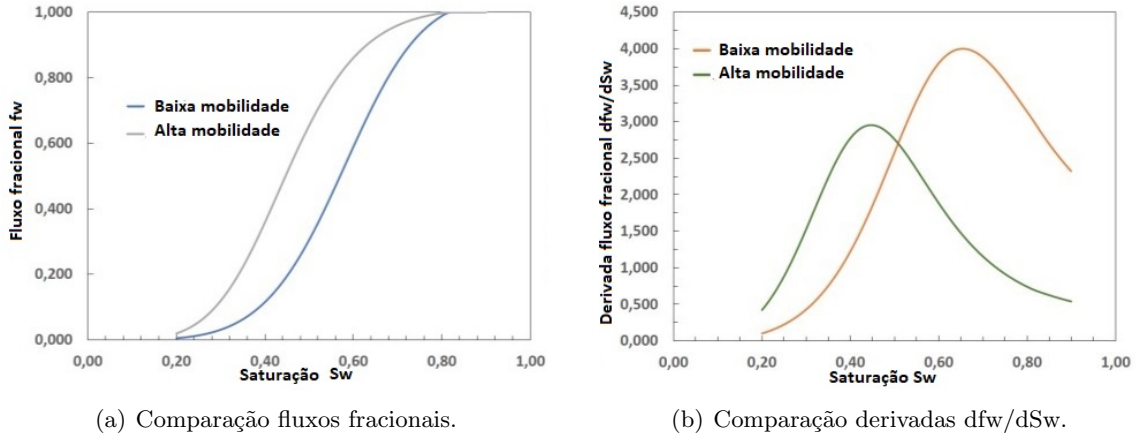 1,000
0,800
0,600
0,400
0,200
0,000
Fluxo fracional fw
Baixa mobilidade
Alta mobilidade
0,00 0,20 0,40 0,60 0,80 1,00
Saturação Sw
(a) Comparação fluxos fracionais.
4,500
4,000
3,500
3,000
2,500
2,000
1,500
1,000
0,500
0,000
Derivada fluxo fracional dfw/dSw
Baixa mobilidade
Alta mobilidade
0,00 0,20 0,40 0,60 0,80 1,00
Saturação Sw
(b) Comparação derivadas dfw/dSw.